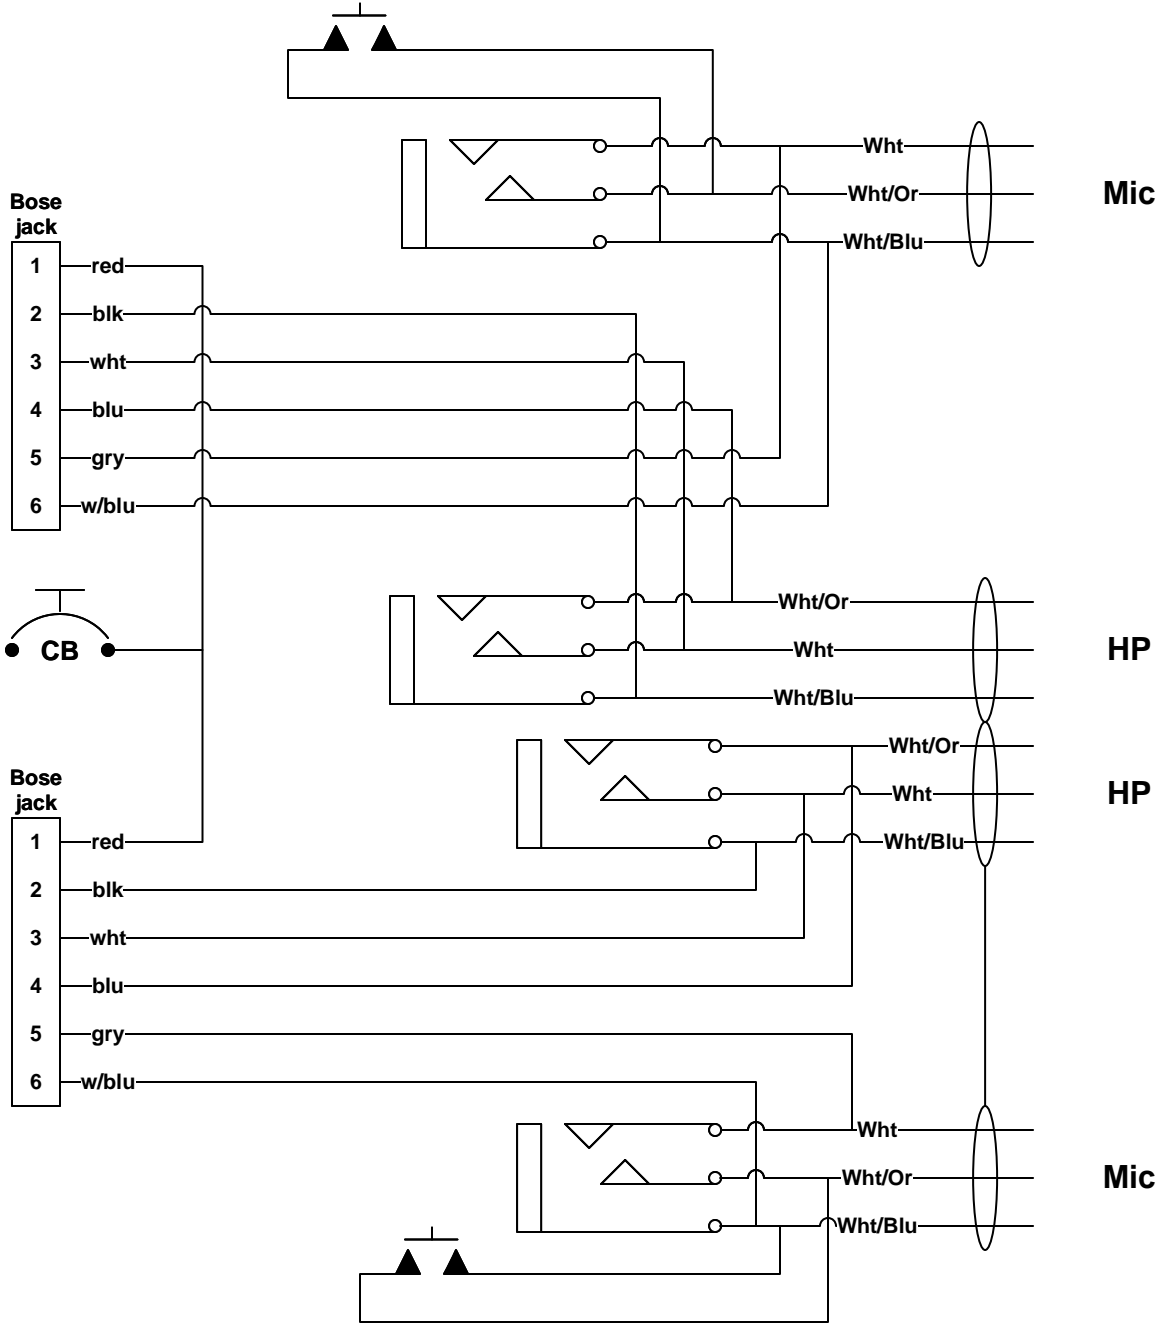 Wht
Wht/Or
Mic
Wht/Blu
Bose
jack
1 red
2 blk
3 wht
4 blu
5 gry
6 w/blu
Wht/Or
CB
Wht
HP
Wht/Blu
Wht/Or
Bose
jack
Wht
HP
1 red
Wht/Blu
2 blk
3 wht
4 blu
5 gry
6 w/blu
Wht
Wht/Or
Mic
Wht/Blu